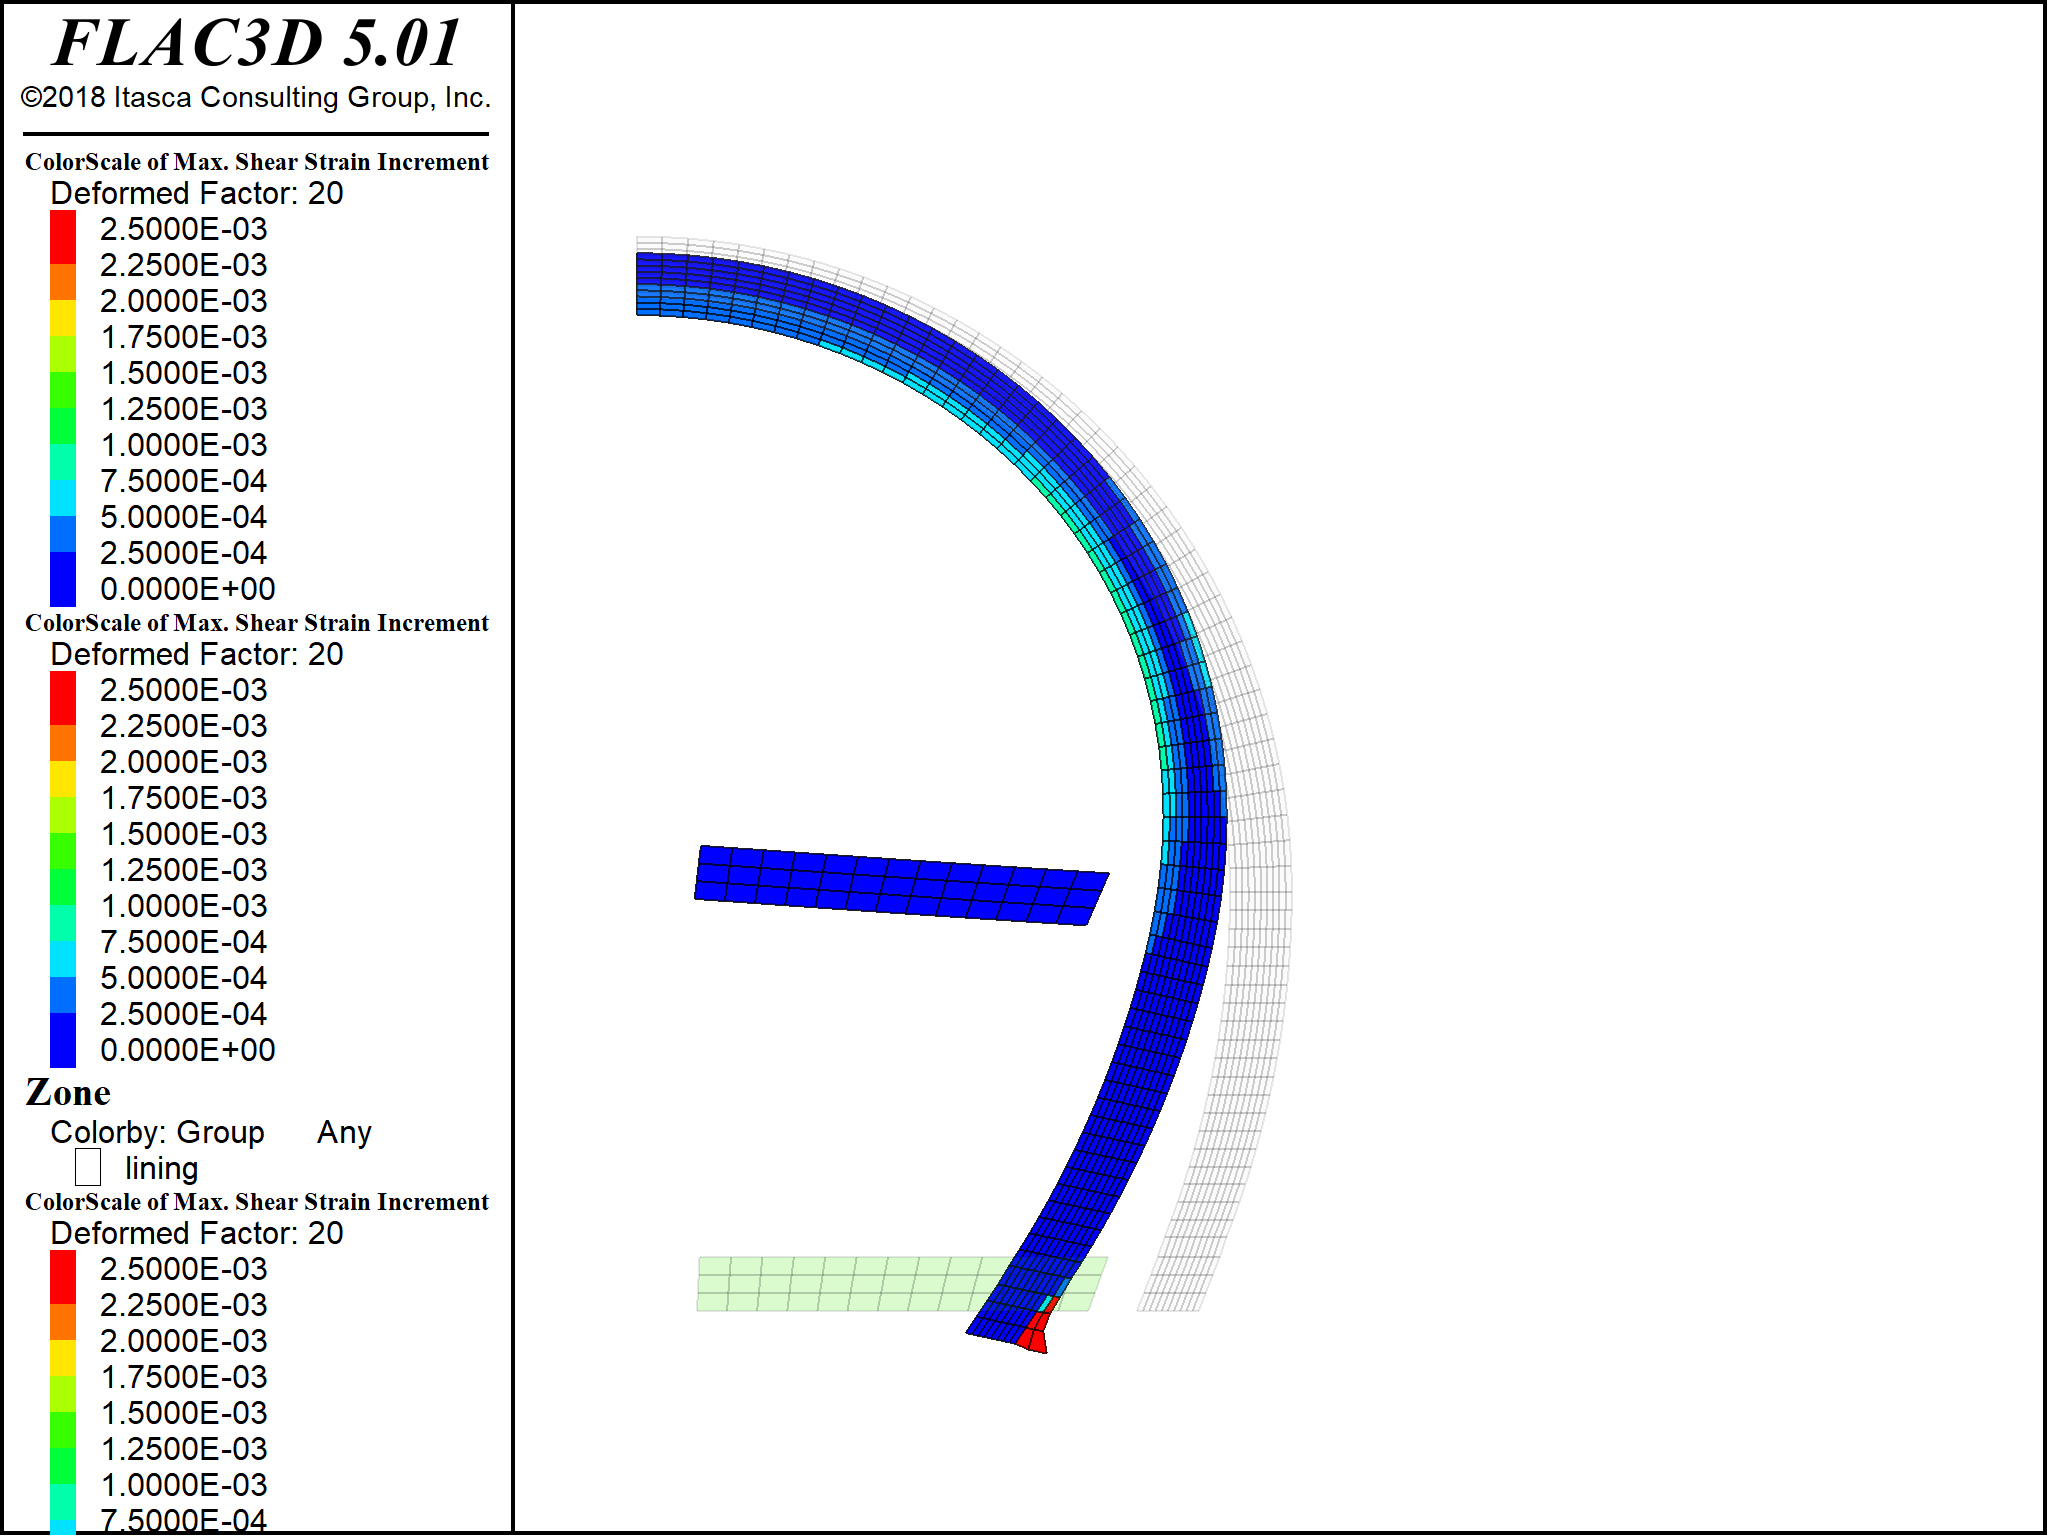 FLAC3D 5.01
©2018 Itasca Consulting Group, Inc.
ColorScale of Max. Shear Strain Increment
Deformed Factor: 20
2.5000E-03
2.2500E-03
2.0000E-03
1.7500E-03
1.5000E-03
1.2500E-03
1.0000E-03
7.5000E-04
5.0000E-04
2.5000E-04
0.0000E+00
ColorScale of Max. Shear Strain Increment
Deformed Factor: 20
2.5000E-03
2.2500E-03
2.0000E-03
1.7500E-03
1.5000E-03
1.2500E-03
1.0000E-03
7.5000E-04
5.0000E-04
2.5000E-04
0.0000E+00
Zone
Colorby: Group Any
lining
ColorScale of Max. Shear Strain Increment
Deformed Factor: 20
2.5000E-03
2.2500E-03
2.0000E-03
1.7500E-03
1.5000E-03
1.2500E-03
1.0000E-03
7.5000E-04